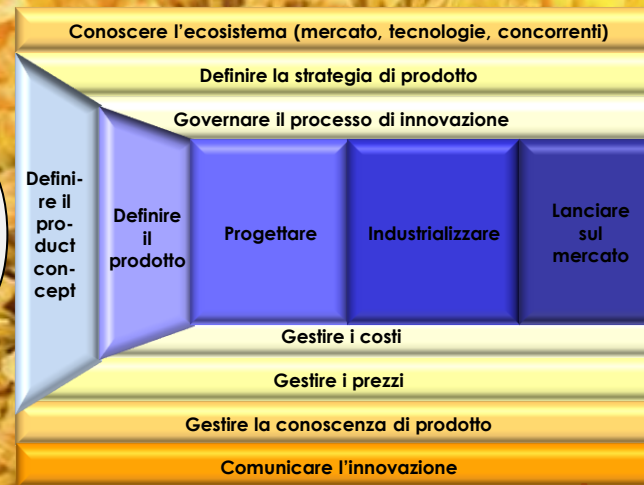 Conoscere l'ecosistema (mercato, tecnologie, concorrenti)
Definire la strategia di prodotto
Governare il processo di innovazione
Defini-
re il
pro-
duct
con-
cept
Definire
il
prodotto
Progettare
Industrializzare
Lanciare
sul
mercato
Gestire i costi
Gestire i prezzi
Gestire la conoscenza di prodotto
Comunicare l'innovazione